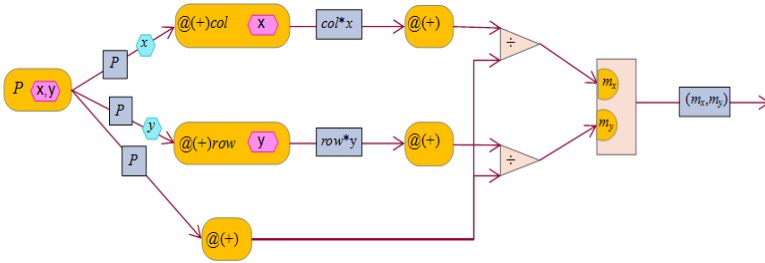 @(+)col x
col*x
@(+)
÷
x
P
P x,y
P
y
@(+)row y
row*y
@(+)
÷
P
@(+)
mx
my
(mx,my)